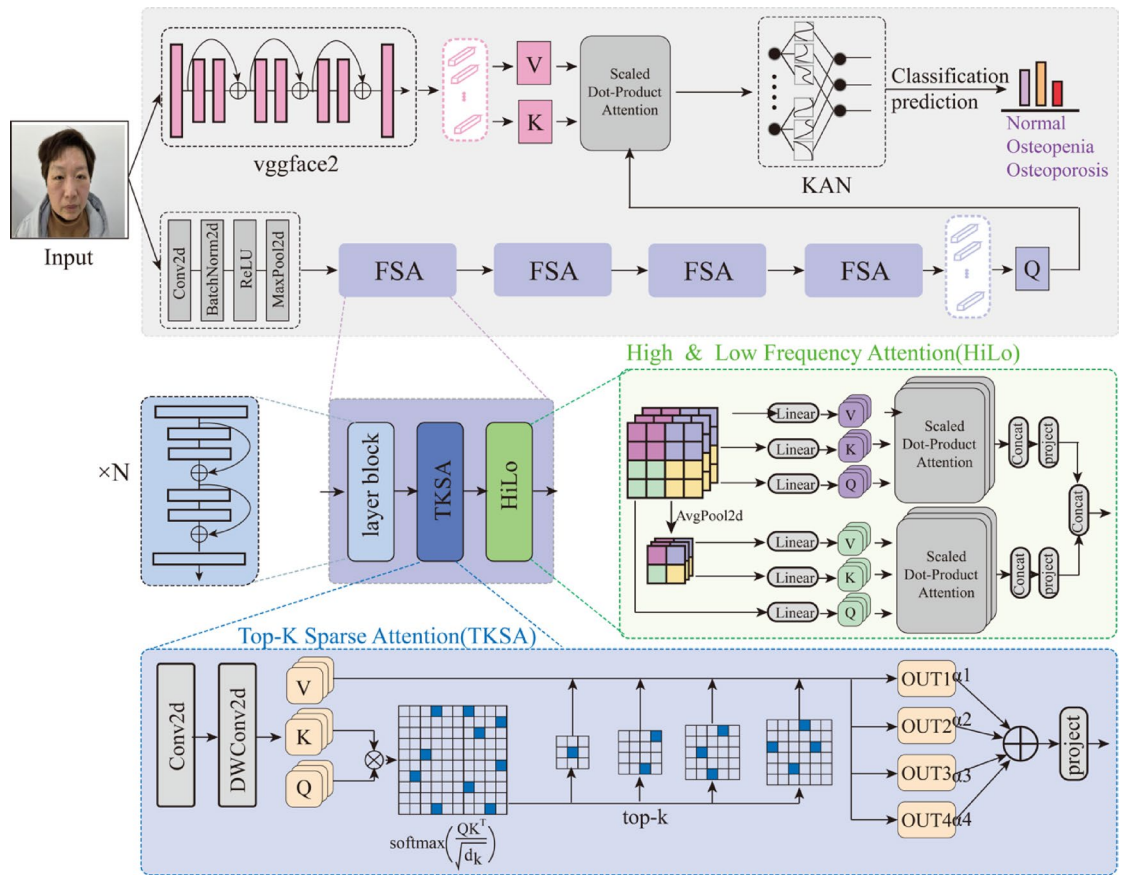 V
K
Scaled
Dot-Product
Attention
Classification
prediction
Normal
Osteopenia
Osteoporosis
vggface2
KAN
Input
Conv2d
BatchNorm2d
ReLU
MaxPool2d
FSA
FSA
FSA
FSA
Q
High & Low Frequency Attention(HiLo)
×N
layer block
TKSA
HiLo
Linear
V
Linear
K
Linear
Q
Scaled
Dot-Product
Attention
Concat
project
AvgPool2d
Concat
Linear
V
Linear
K
Linear
Q
Scaled
Dot-Product
Attention
Concat
project
Top-K Sparse Attention(TKSA)
Conv2d
DWConv2d
V
K
Q
softmax(QK^T/√d_k)
top-k
OUT1 α1
OUT2 α2
OUT3 α3
OUT4 α4
project